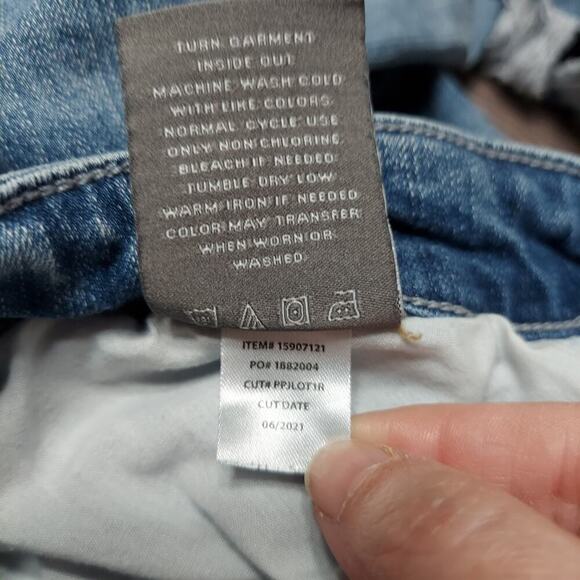 TURN GARMENT
INSIDE OUT
MACHINE WASH COLD
WITH LIKE COLORS
NORMAL CYCLE USE
ONLY NON-CHLORINE
BLEACH IF NEEDED
TUMBLE DRY LOW
WARM IRON IF NEEDED
COLOR MAY TRANSFER
WHEN WORN OR
WASHED
ITEM# 15907121
PO# 1882004
CUT# PPJLOT1R
CUT DATE
06/2021